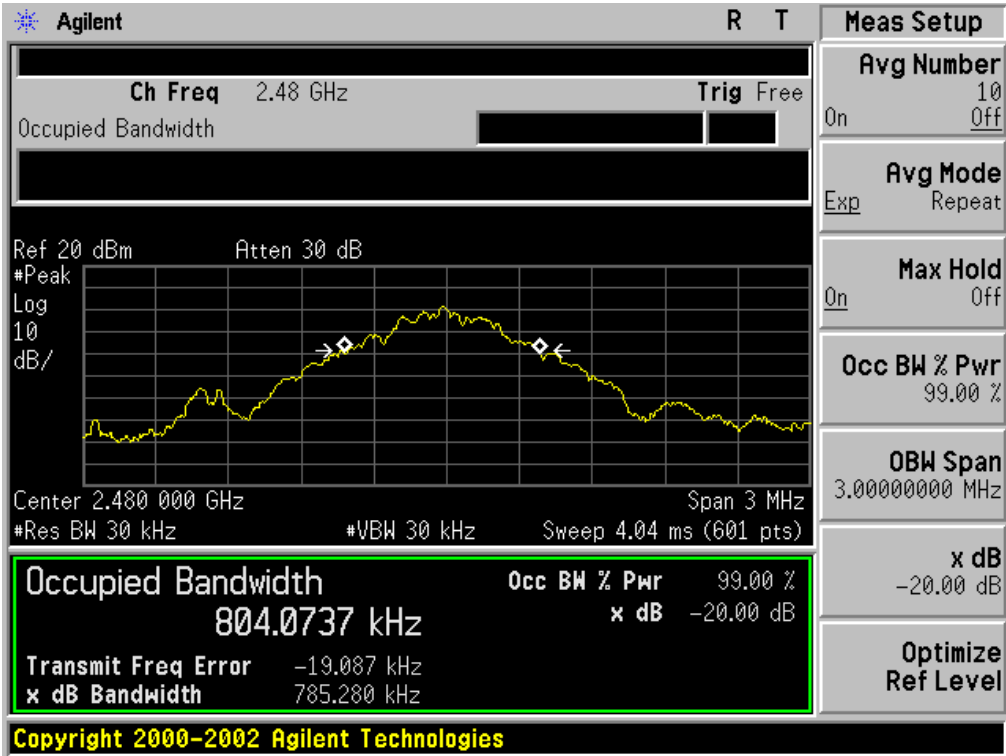 Agilent R T
Ch Freq 2.48 GHz Trig Free
Occupied Bandwidth
Ref 20 dBm Atten 30 dB
#Peak
Log
10
dB/
Center 2.480 000 GHz Span 3 MHz
#Res BW 30 kHz #VBW 30 kHz Sweep 4.04 ms (601 pts)
Occupied Bandwidth
804.0737 kHz
Occ BW % Pwr 99.00 %
x dB -20.00 dB
Transmit Freq Error -19.087 kHz
x dB Bandwidth 785.280 kHz
Copyright 2000-2002 Agilent Technologies
Meas Setup
Avg Number
10
On Off
Avg Mode
Exp Repeat
Max Hold
On Off
Occ BW % Pwr
99.00 %
OBW Span
3.00000000 MHz
x dB
-20.00 dB
Optimize
Ref Level